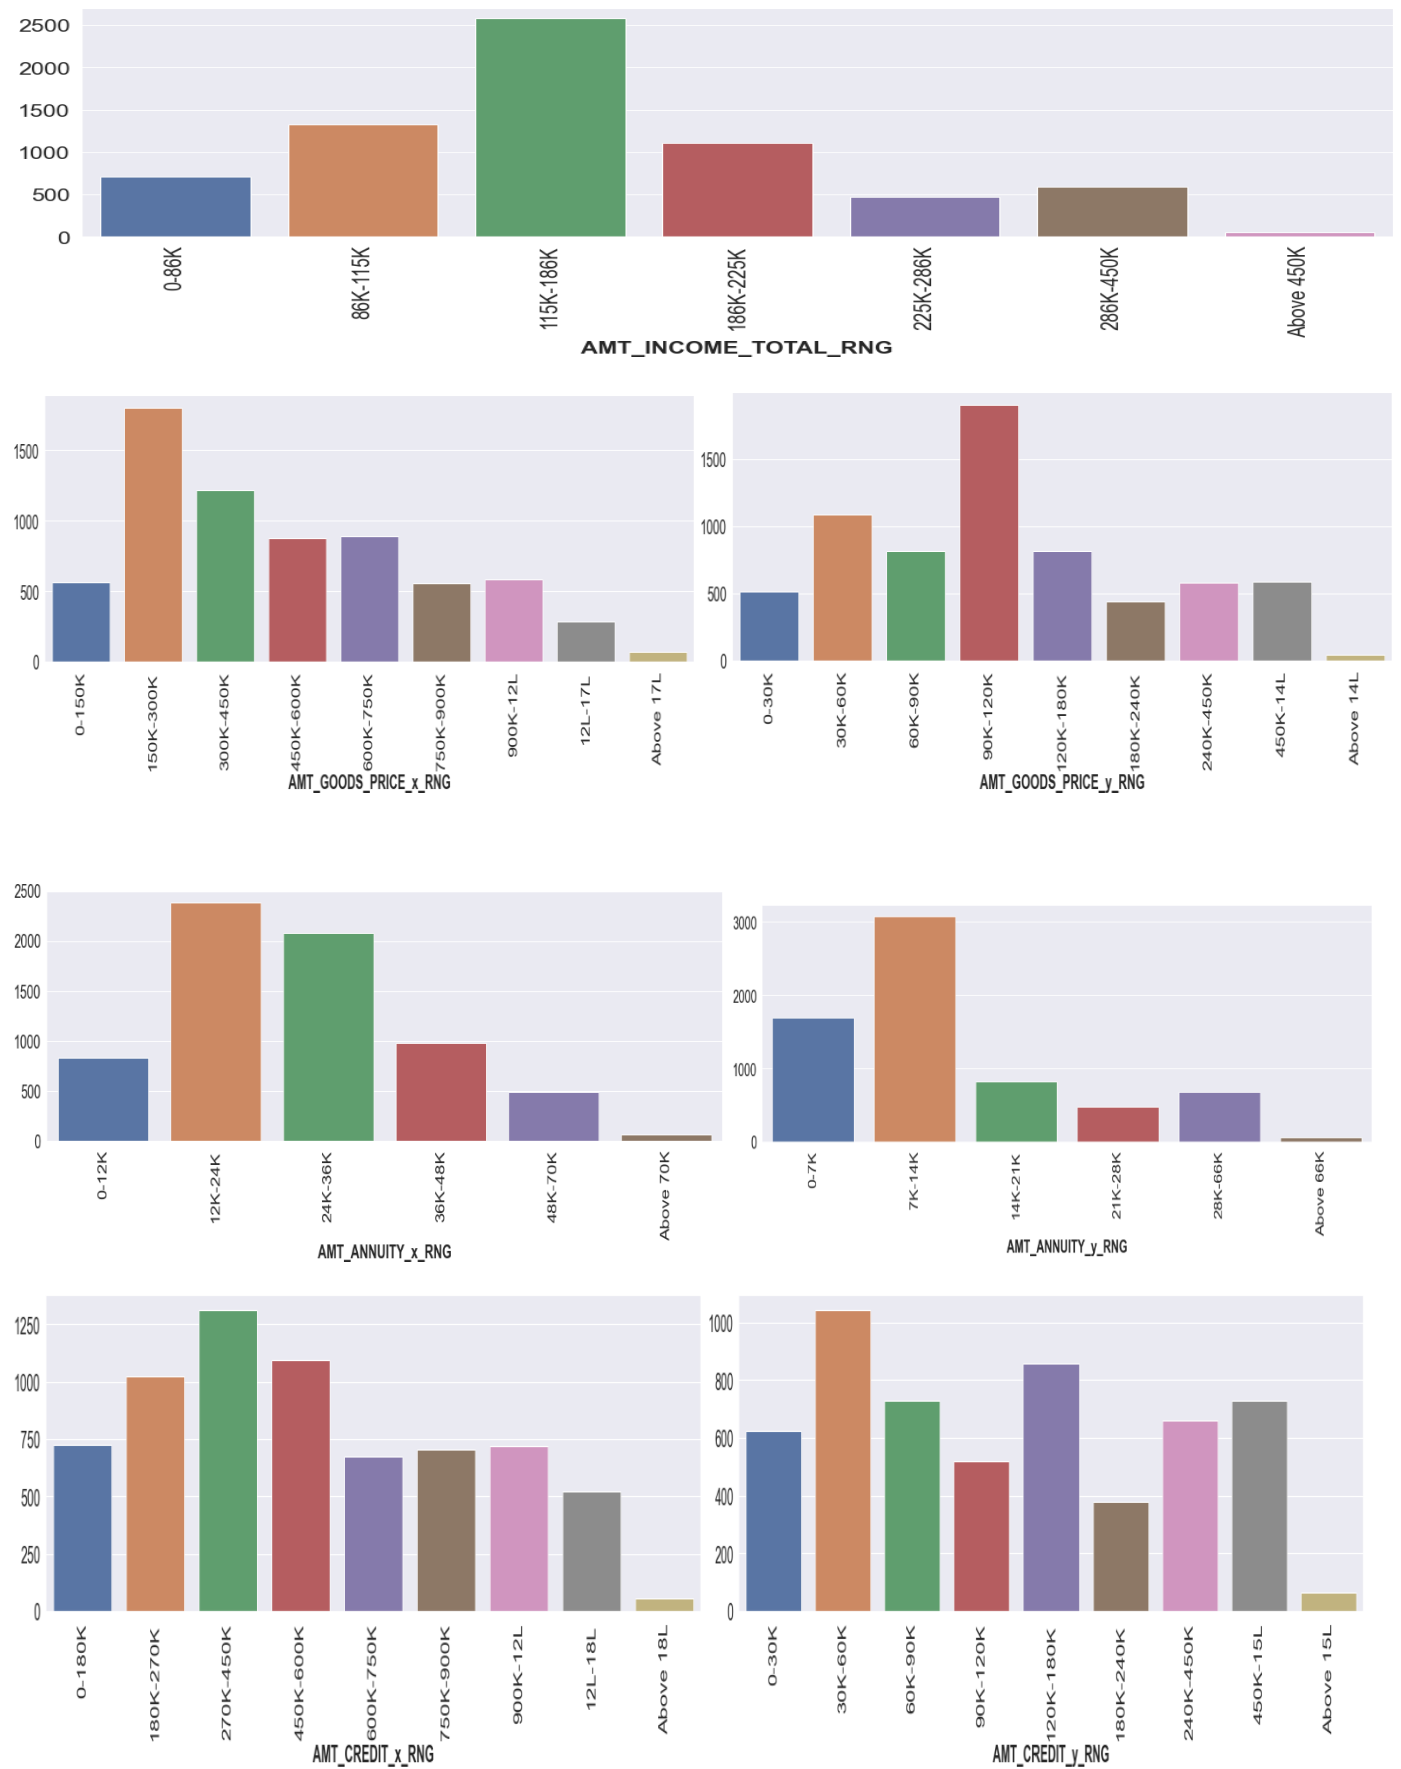 2500
2000
1500
1000
500
0
0-86K
86K-115K
115K-186K
186K-225K
225K-286K
286K-450K
Above 450K
AMT_INCOME_TOTAL_RNG
1500
1000
500
0
0-150K
150K-300K
300K-450K
450K-600K
600K-750K
750K-900K
900K-12L
12L-17L
Above 17L
AMT_GOODS_PRICE_x_RNG
1500
1000
500
0
0-30K
30K-60K
60K-90K
90K-120K
120K-180K
180K-240K
240K-450K
450K-14L
Above 14L
AMT_GOODS_PRICE_y_RNG
2500
2000
1500
1000
500
0
0-12K
12K-24K
24K-36K
36K-48K
48K-70K
Above 70K
AMT_ANNUITY_x_RNG
3000
2000
1000
0
0-7K
7K-14K
14K-21K
21K-28K
28K-66K
Above 66K
AMT_ANNUITY_y_RNG
1250
1000
750
500
250
0
0-180K
180K-270K
270K-450K
450K-600K
600K-750K
750K-900K
900K-12L
12L-18L
Above 18L
AMT_CREDIT_x_RNG
1000
800
600
400
200
0
0-30K
30K-60K
60K-90K
90K-120K
120K-180K
180K-240K
240K-450K
450K-15L
Above 15L
AMT_CREDIT_y_RNG